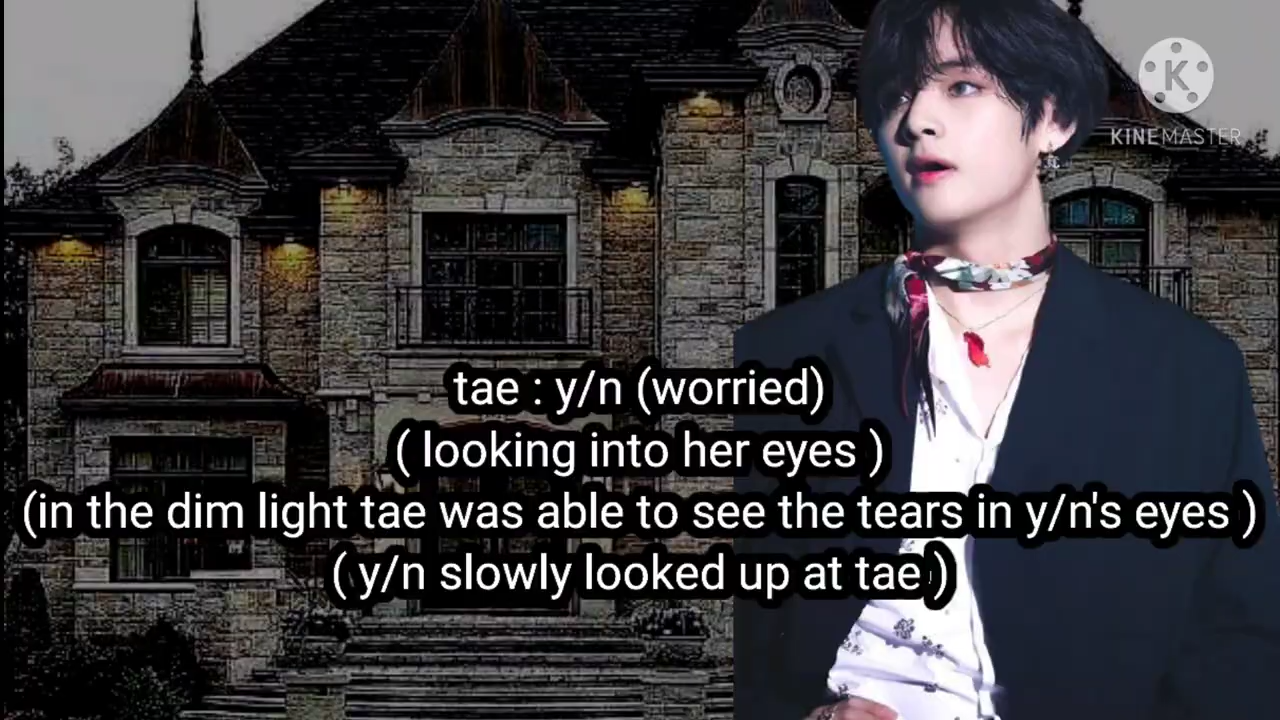 KINEMASTER
tae : y/n (worried)
( looking into her eyes )
(in the dim light tae was able to see the tears in y/n's eyes )
( y/n slowly looked up at tae )